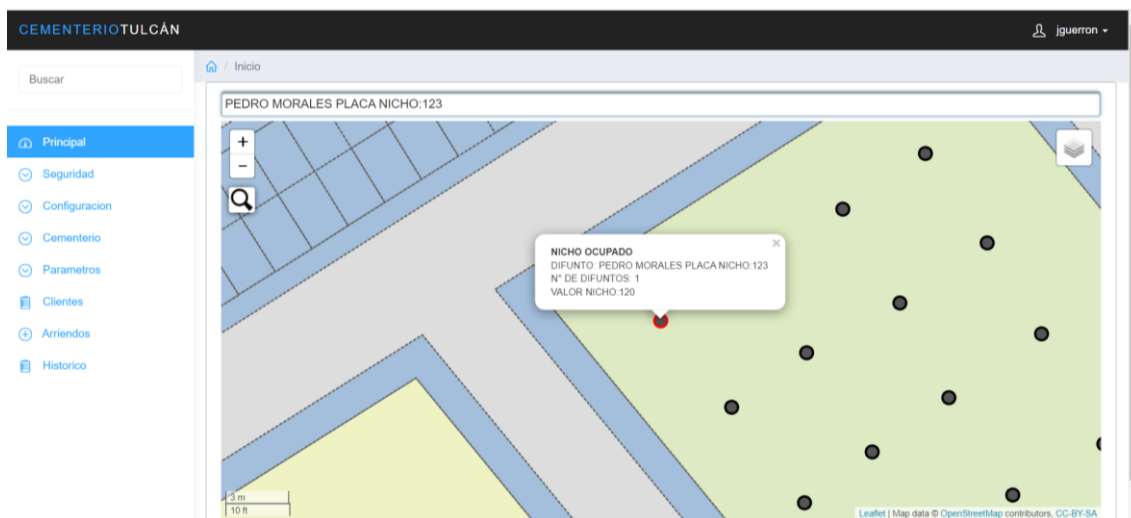 CEMENTERIOTULCÁN
jguerron
Buscar
Inicio
PEDRO MORALES PLACA NICHO:123
Principal
Seguridad
Configuracion
Cementerio
Parametros
Clientes
Arriendos
Historico
+
−
NICHO OCUPADO
DIFUNTO: PEDRO MORALES PLACA NICHO:123
N° DE DIFUNTOS: 1
VALOR NICHO:120
3 m
10 ft
Leaflet | Map data © OpenStreetMap contributors, CC-BY-SA